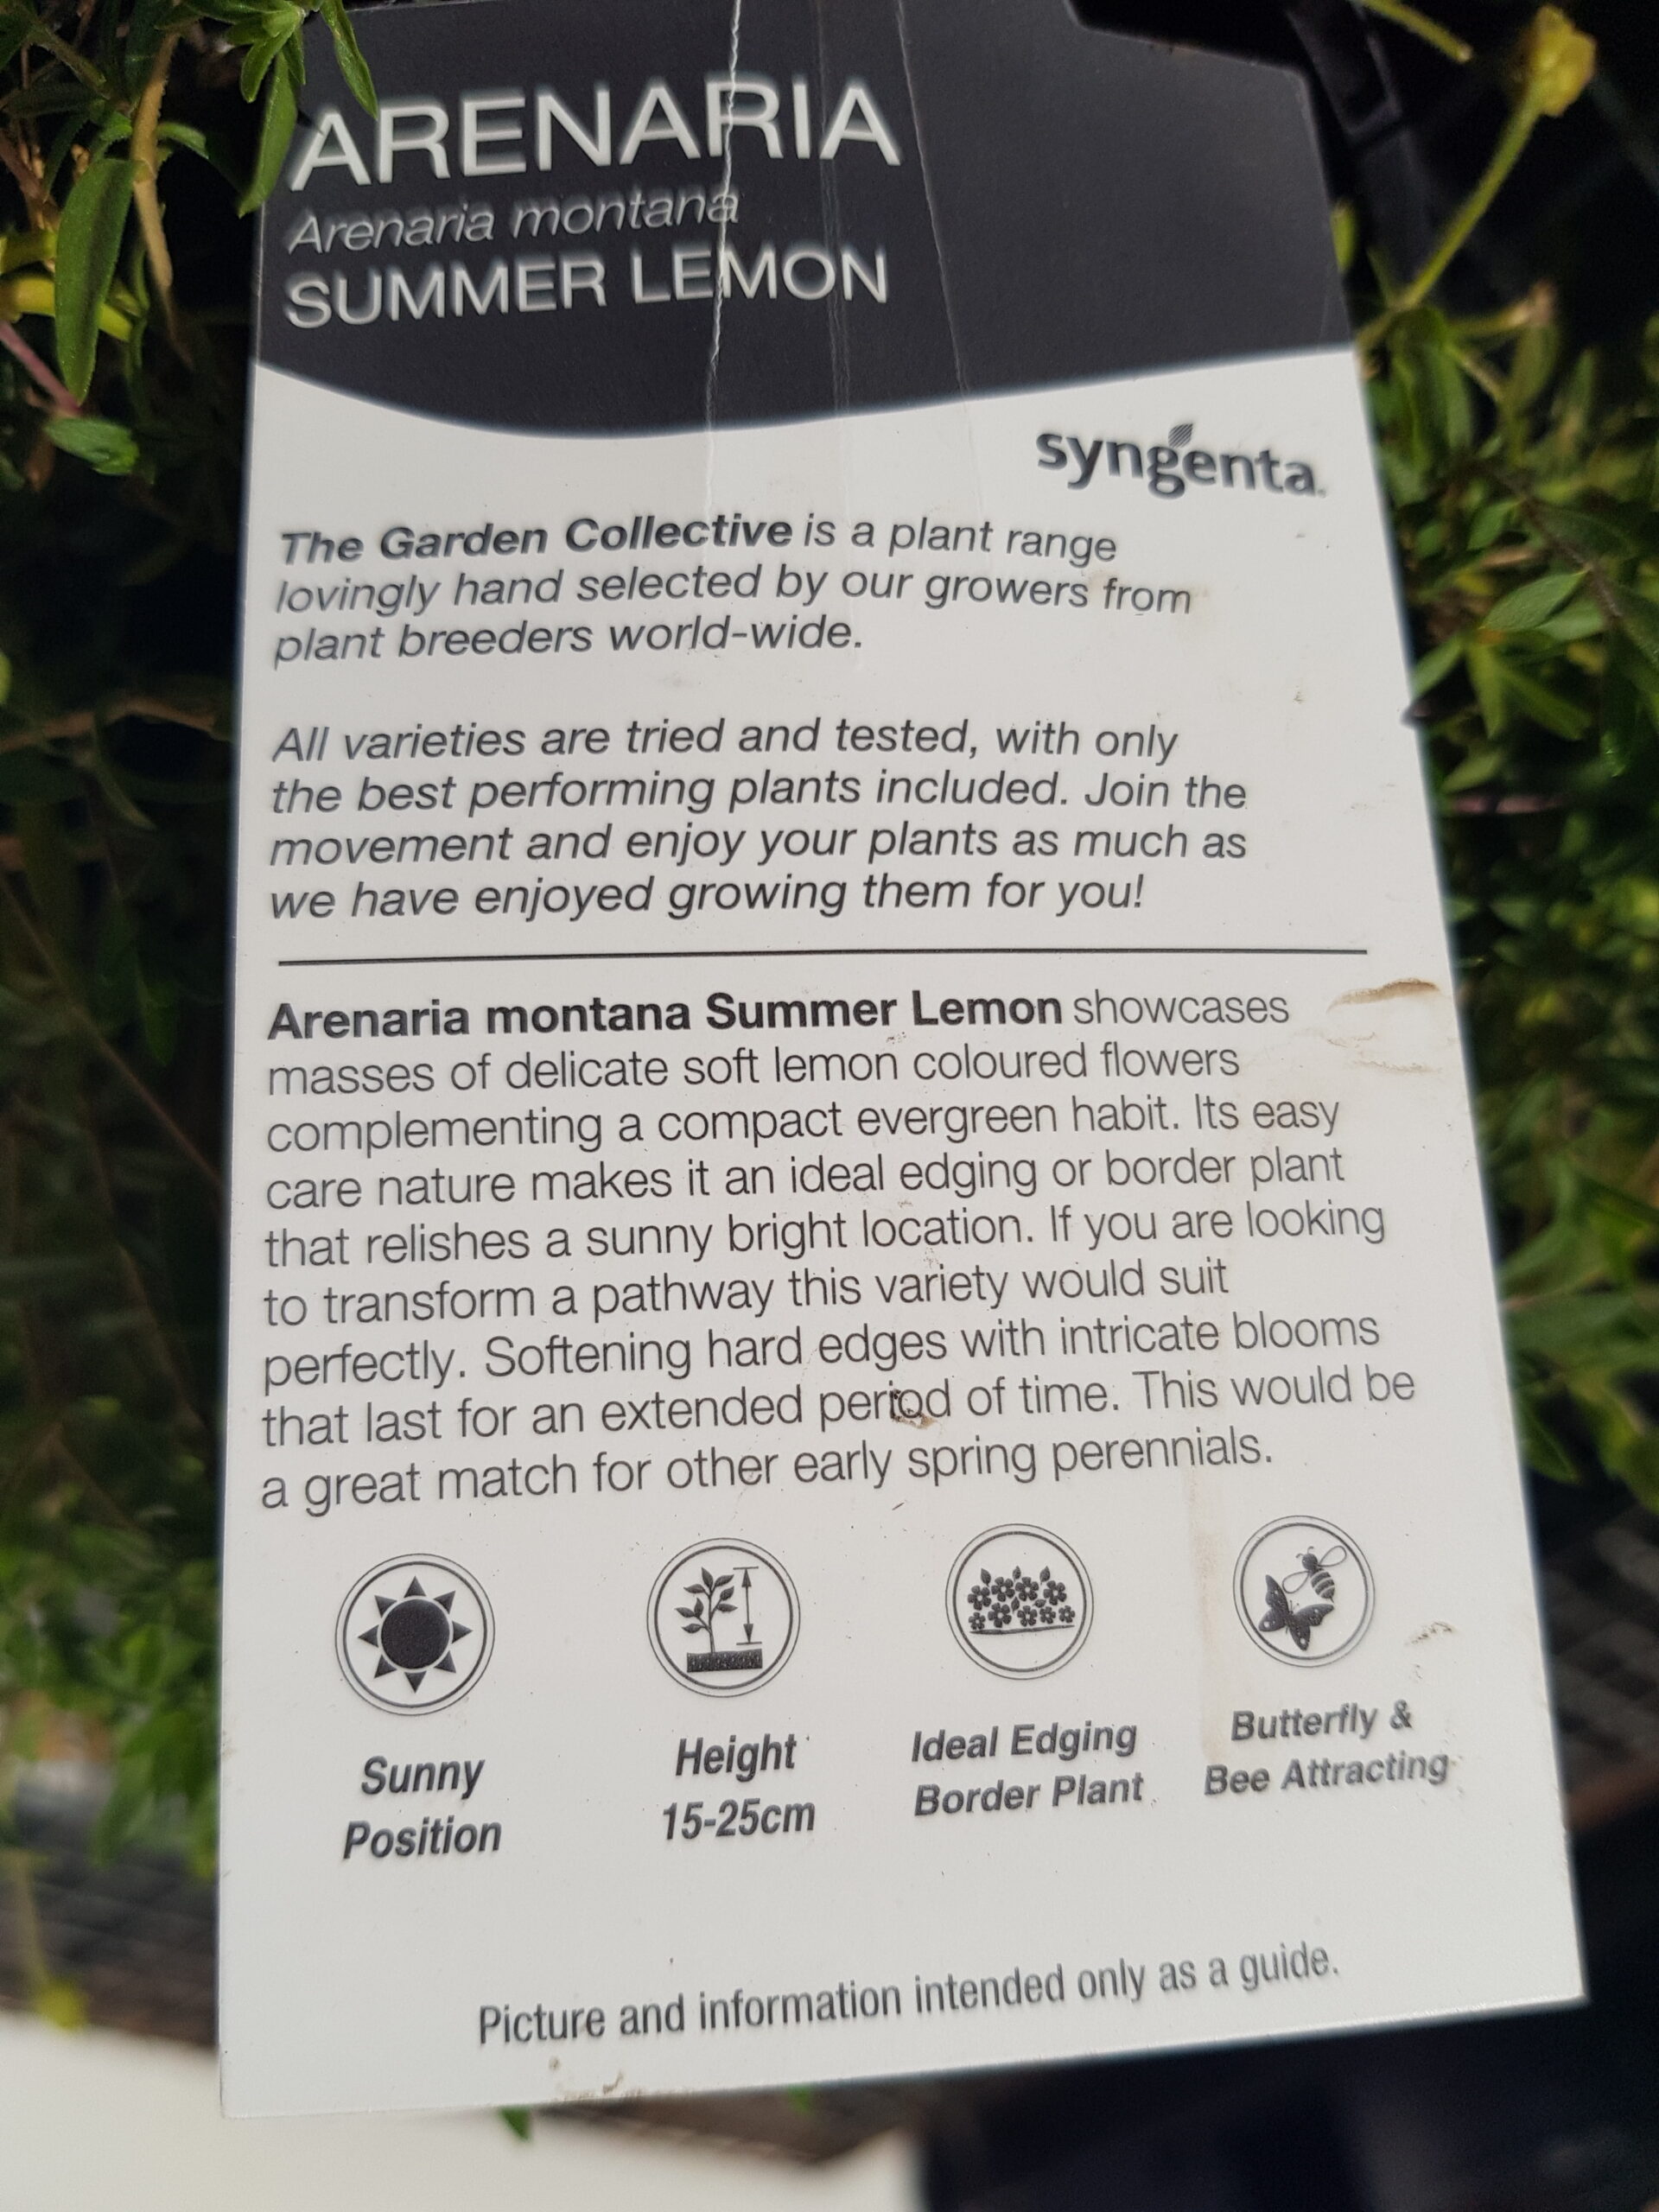 ARENARIA
Arenaria montana
SUMMER LEMON
syngenta.
The Garden Collective is a plant range
lovingly hand selected by our growers from
plant breeders world-wide.
All varieties are tried and tested, with only
the best performing plants included. Join the
movement and enjoy your plants as much as
we have enjoyed growing them for you!
Arenaria montana Summer Lemon showcases
masses of delicate soft lemon coloured flowers
complementing a compact evergreen habit. Its easy
care nature makes it an ideal edging or border plant
that relishes a sunny bright location. If you are looking
to transform a pathway this variety would suit
perfectly. Softening hard edges with intricate blooms
that last for an extended period of time. This would be
a great match for other early spring perennials.
Sunny
Position
Height
15-25cm
Ideal Edging
Border Plant
Butterfly &
Bee Attracting
Picture and information intended only as a guide.